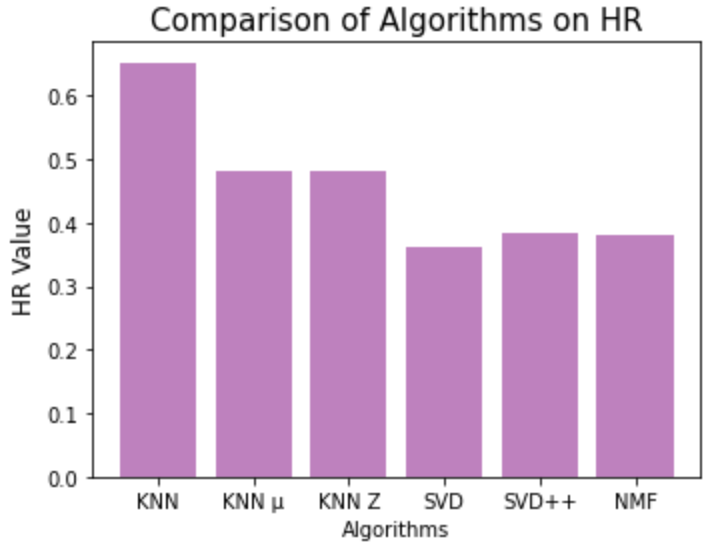 Comparison of Algorithms on HR
HR Value
0.6
0.5
0.4
0.3
0.2
0.1
0.0
KNN KNN μ KNN Z SVD SVD++ NMF
Algorithms